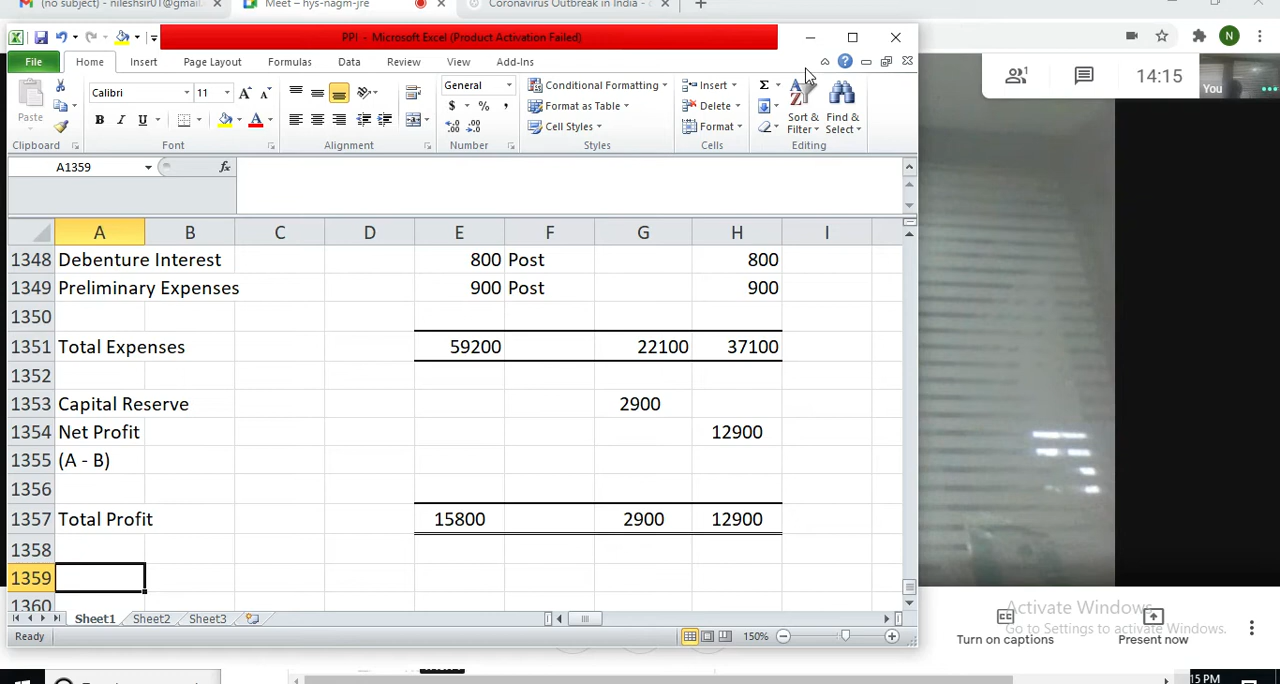 (no subject) - nileshsir01@gmail.
Meet – hys-nagm-jre
Coronavirus Outbreak in India -
PPI - Microsoft Excel (Product Activation Failed)
File Home Insert Page Layout Formulas Data Review View Add-Ins
Calibri 11 General Conditional Formatting Insert Σ
Paste B I U $ % , Format as Table Delete Sort & Find &
Cell Styles Format Filter Select
Clipboard Font Alignment Number Styles Cells Editing
A1359 fx
A B C D E F G H I
1348 Debenture Interest 800 Post 800
1349 Preliminary Expenses 900 Post 900
1350
1351 Total Expenses 59200 22100 37100
1352
1353 Capital Reserve 2900
1354 Net Profit 12900
1355 (A - B)
1356
1357 Total Profit 15800 2900 12900
1358
1359
1360
Sheet1 Sheet2 Sheet3
Ready 150%
N
1 14:15 You
Activate Windows
Go to Settings to activate Windows.
Turn on captions Present now
15 PM